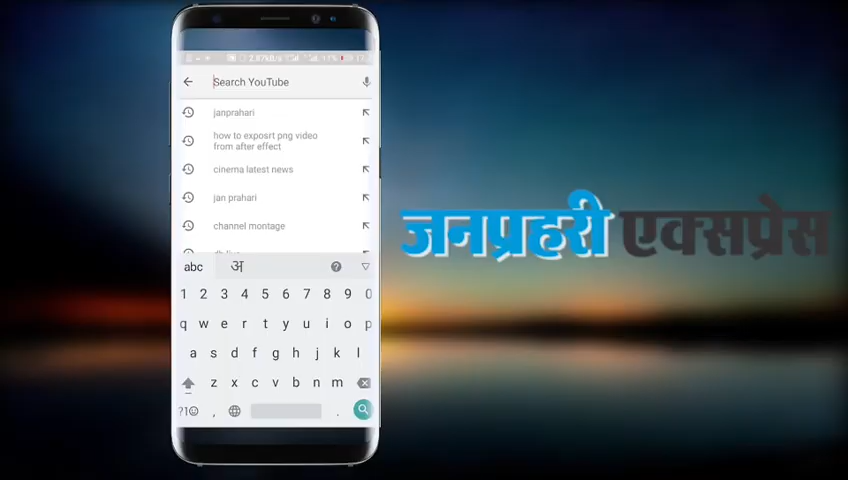 Search YouTube
janprahari
how to exposrt png video
from after effect
cinema latest news
jan prahari
channel montage
abc अ
1 2 3 4 5 6 7 8 9 0
q w e r t y u i o p
a s d f g h j k l
z x c v b n m
?1☺ , .
जनप्रहरी एक्सप्रेस